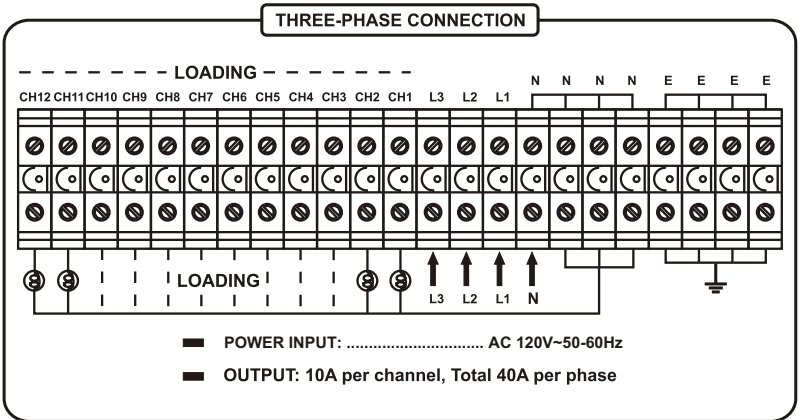 THREE-PHASE CONNECTION
LOADING
N N N N E E E E
CH12 CH11 CH10 CH9 CH8 CH7 CH6 CH5 CH4 CH3 CH2 CH1 L3 L2 L1
LOADING
L3 L2 L1 N
POWER INPUT: ............................... AC 120V~50-60Hz
OUTPUT: 10A per channel, Total 40A per phase